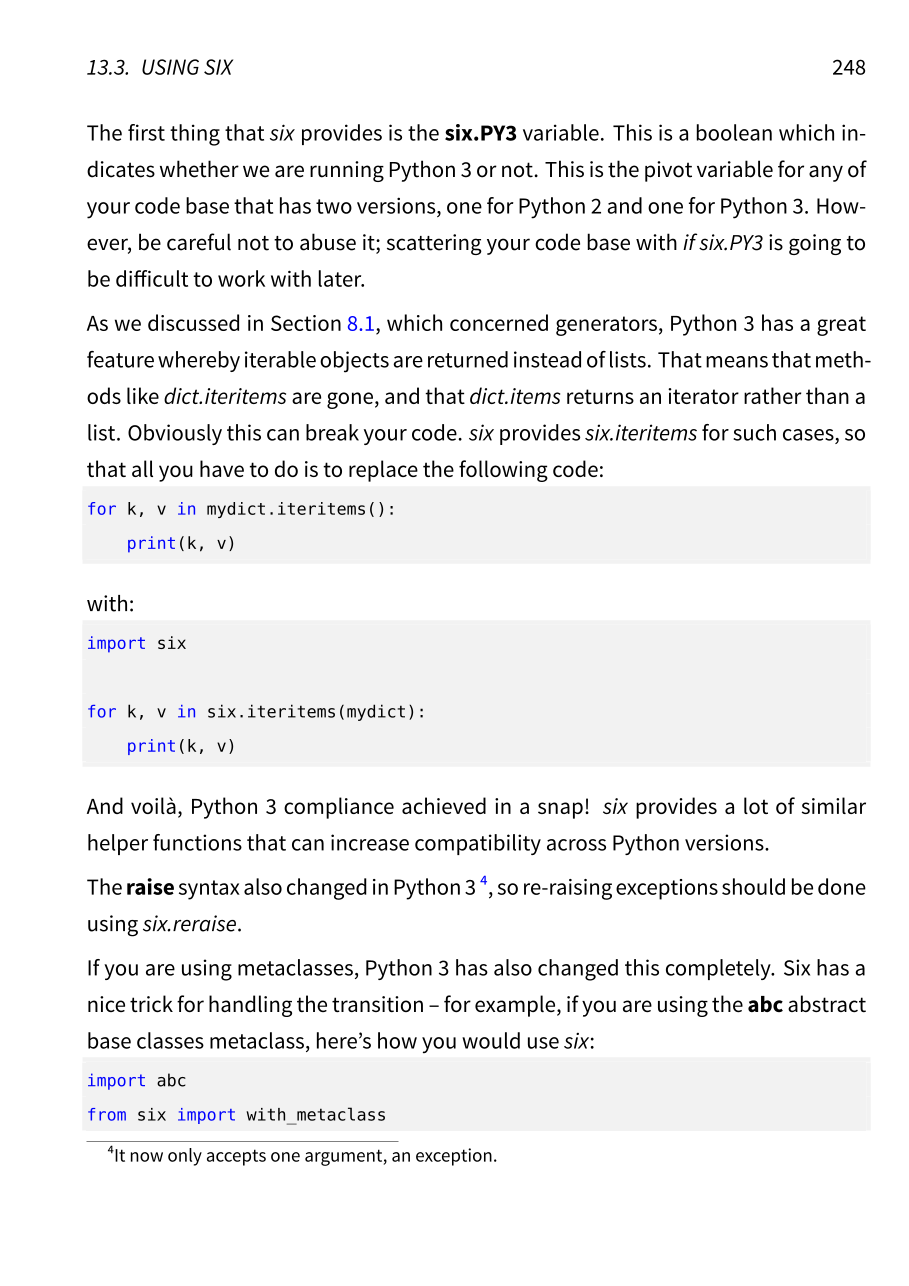 13.3. USING SIX 248
The first thing that six provides is the six.PY3 variable. This is a boolean which in-
dicates whether we are running Python 3 or not. This is the pivot variable for any of
your code base that has two versions, one for Python 2 and one for Python 3. How-
ever, be careful not to abuse it; scattering your code base with if six.PY3 is going to
be difficult to work with later.
As we discussed in Section 8.1, which concerned generators, Python 3 has a great
feature whereby iterable objects are returned instead of lists. That means that meth-
ods like dict.iteritems are gone, and that dict.items returns an iterator rather than a
list. Obviously this can break your code. six provides six.iteritems for such cases, so
that all you have to do is to replace the following code:
for k, v in mydict.iteritems():
    print(k, v)
with:
import six
for k, v in six.iteritems(mydict):
    print(k, v)
And voilà, Python 3 compliance achieved in a snap! six provides a lot of similar
helper functions that can increase compatibility across Python versions.
The raise syntax also changed in Python 3 4, so re-raising exceptions should be done
using six.reraise.
If you are using metaclasses, Python 3 has also changed this completely. Six has a
nice trick for handling the transition – for example, if you are using the abc abstract
base classes metaclass, here’s how you would use six:
import abc
from six import with_metaclass
4It now only accepts one argument, an exception.